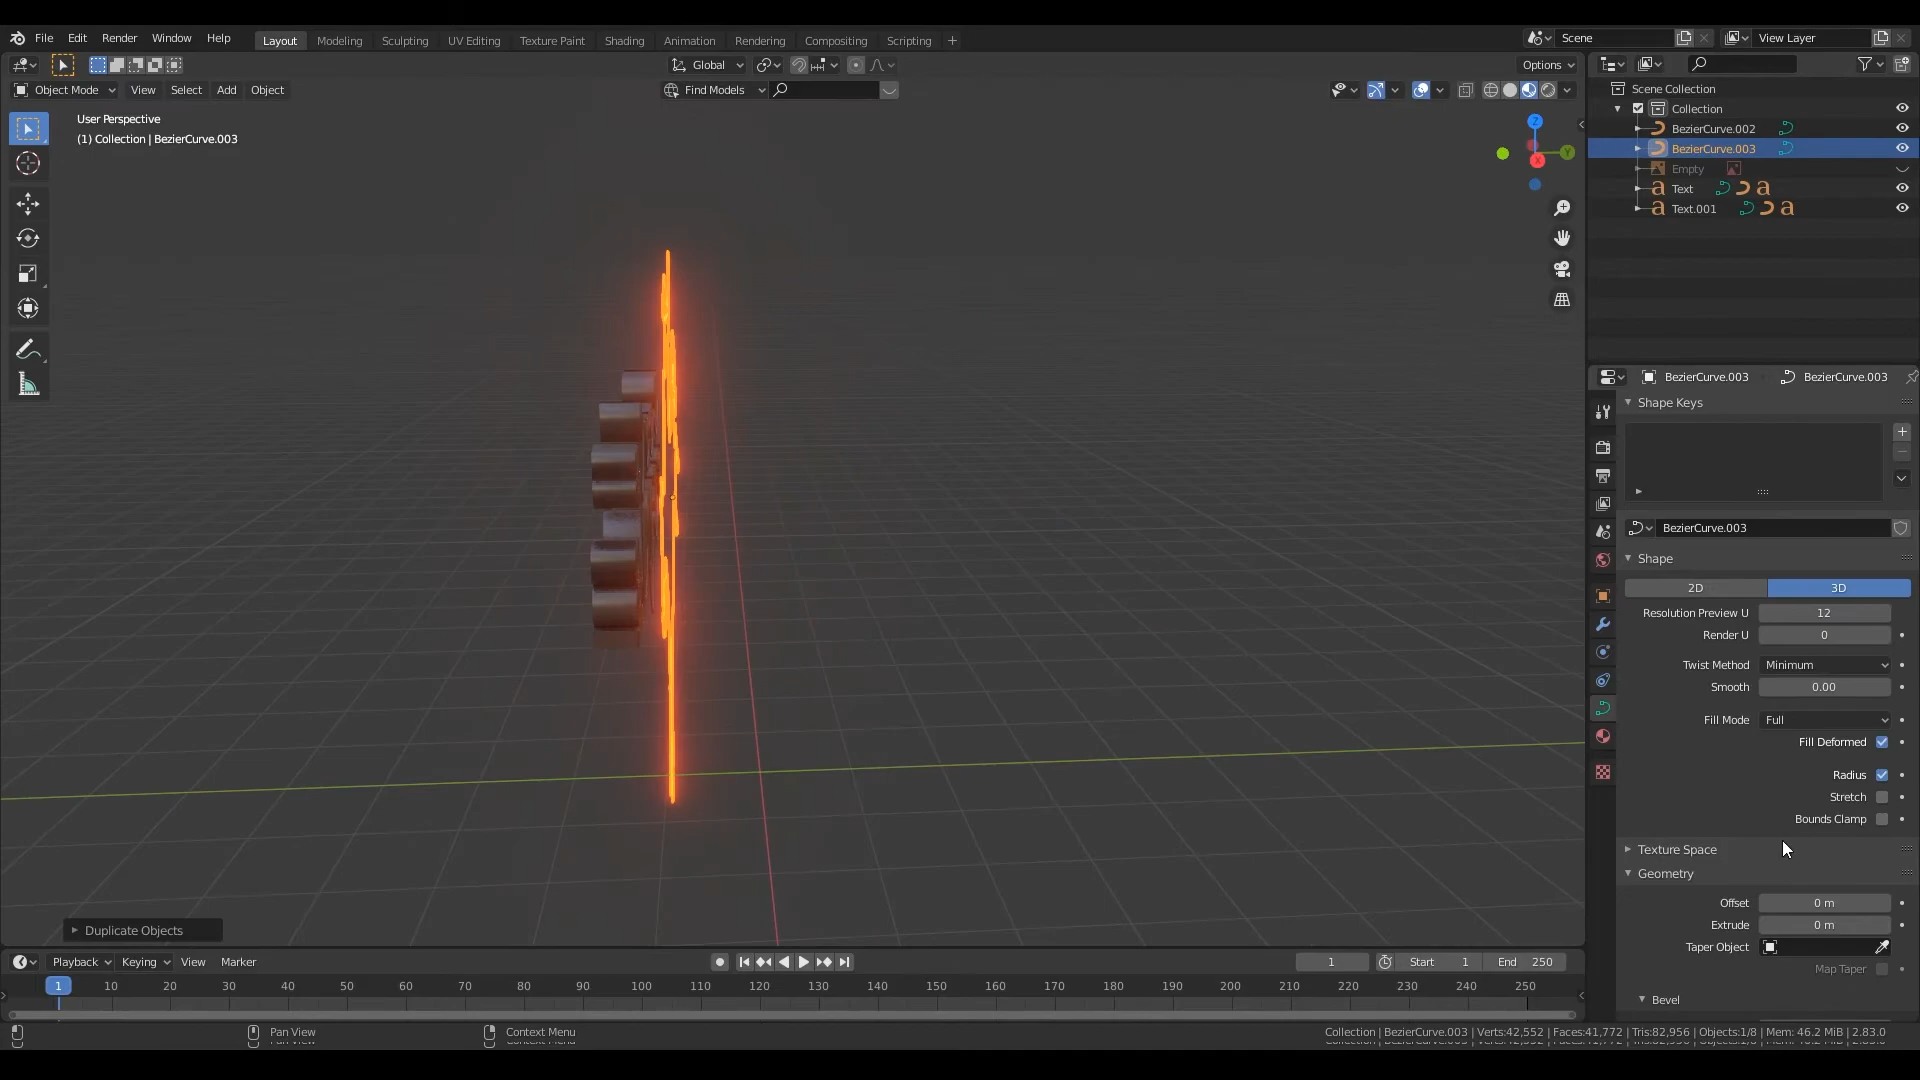 File Edit Render Window Help Layout Modeling Sculpting UV Editing Texture Paint Shading Animation Rendering Compositing Scripting + Scene View Layer
Global Options
Object Mode View Select Add Object Find Models
User Perspective
(1) Collection | BezierCurve.003
Z
Y
X
Scene Collection
Collection
BezierCurve.002
BezierCurve.003
Empty
Text
Text.001
BezierCurve.003 BezierCurve.003
Shape Keys
BezierCurve.003
Shape
2D 3D
Resolution Preview U 12
Render U 0
Twist Method Minimum
Smooth 0.00
Fill Mode Full
Fill Deformed
Radius
Stretch
Bounds Clamp
Texture Space
Geometry
Offset 0 m
Extrude 0 m
Taper Object
Map Taper
Bevel
Duplicate Objects
Playback Keying View Marker 1 Start 1 End 250
1 10 20 30 40 50 60 70 80 90 100 110 120 130 140 150 160 170 180 190 200 210 220 230 240 250
Pan View Context Menu Collection | BezierCurve.003 | Verts:42,552 | Faces:41,772 | Tris:82,956 | Objects:1/8 | Mem: 46.2 MiB | 2.83.0